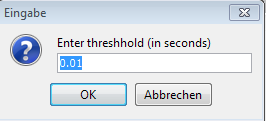 Eingabe
Enter threshhold (in seconds)
0.01
OK
Abbrechen